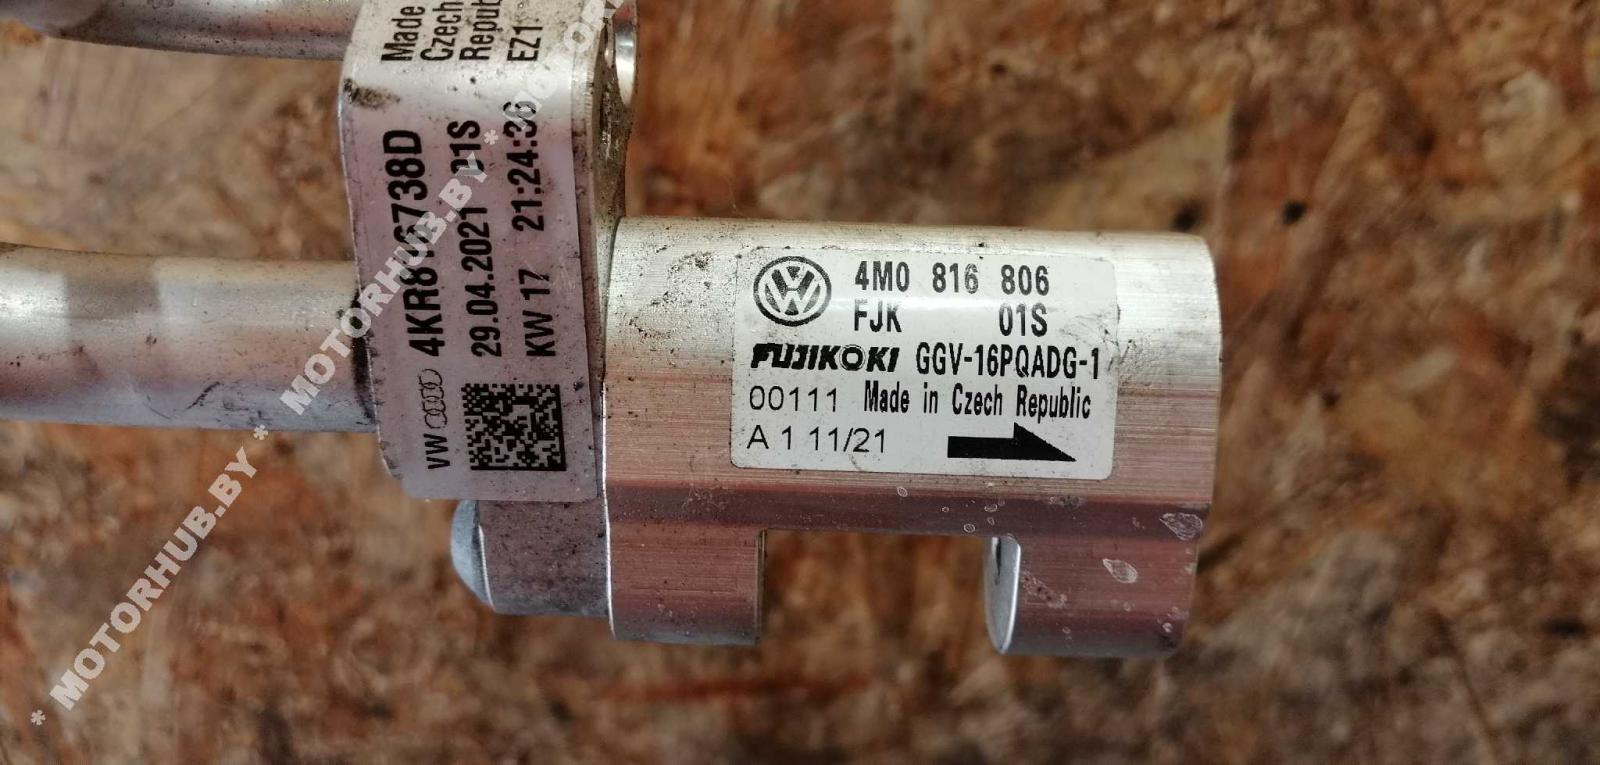 Made
Czech
Repub
EZ1
4KR816738D
29.04.2021 01S
KW 17 21:24:36
VW
4M0 816 806
FJK 01S
FUJIKOKI GGV-16PQADG-1
00111 Made in Czech Republic
A 1 11/21
* MOTORHUB.BY * MOTORHUB.BY *